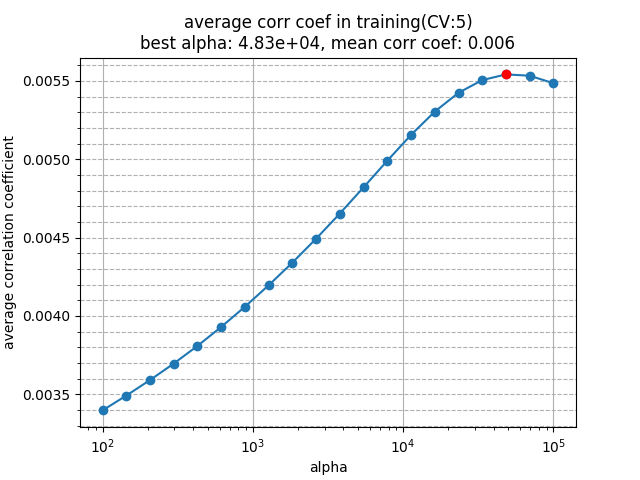 average corr coef in training(CV:5)
best alpha: 4.83e+04, mean corr coef: 0.006
average correlation coefficient
0.0055
0.0050
0.0045
0.0040
0.0035
10²
10³
10⁴
10⁵
alpha